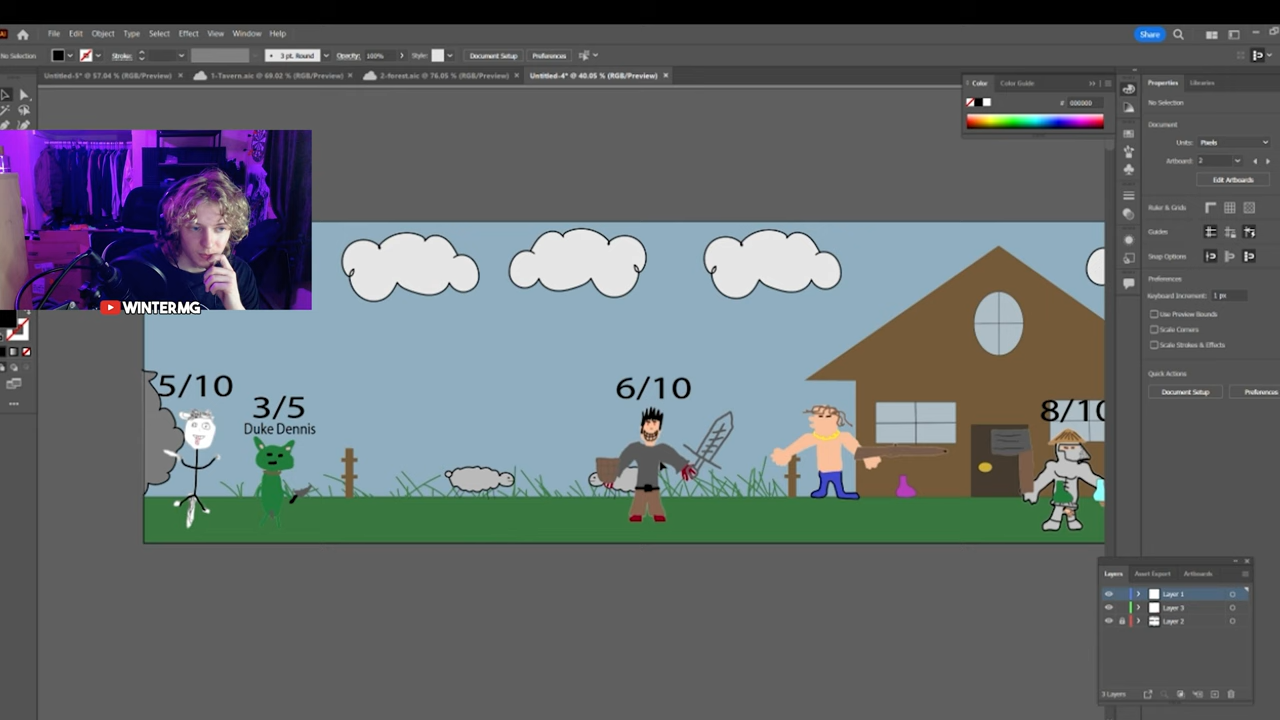 File Edit Object Type Select Effect View Window Help
Share
No Selection
Stroke:
3 pt. Round
Opacity: 100%
Style:
Document Setup
Preferences
Untitled-5* @ 57.04 % (RGB/Preview)
1-Tavern.aic @ 69.02 % (RGB/Preview)
2-forest.aic @ 76.05 % (RGB/Preview)
Untitled-4* @ 40.05 % (RGB/Preview)
Color Color Guide
# 000000
Properties Libraries
No Selection
Document
Units: Pixels
Artboard: 2
Edit Artboards
Ruler & Grids
Guides
Snap Options
Preferences
Keyboard Increment: 1 px
Use Preview Bounds
Scale Corners
Scale Strokes & Effects
Quick Actions
Document Setup
Preferences
WINTERMG
5/10
3/5
Duke Dennis
6/10
8/10
Layers Asset Export Artboards
Layer 1
Layer 3
Layer 2
3 Layers